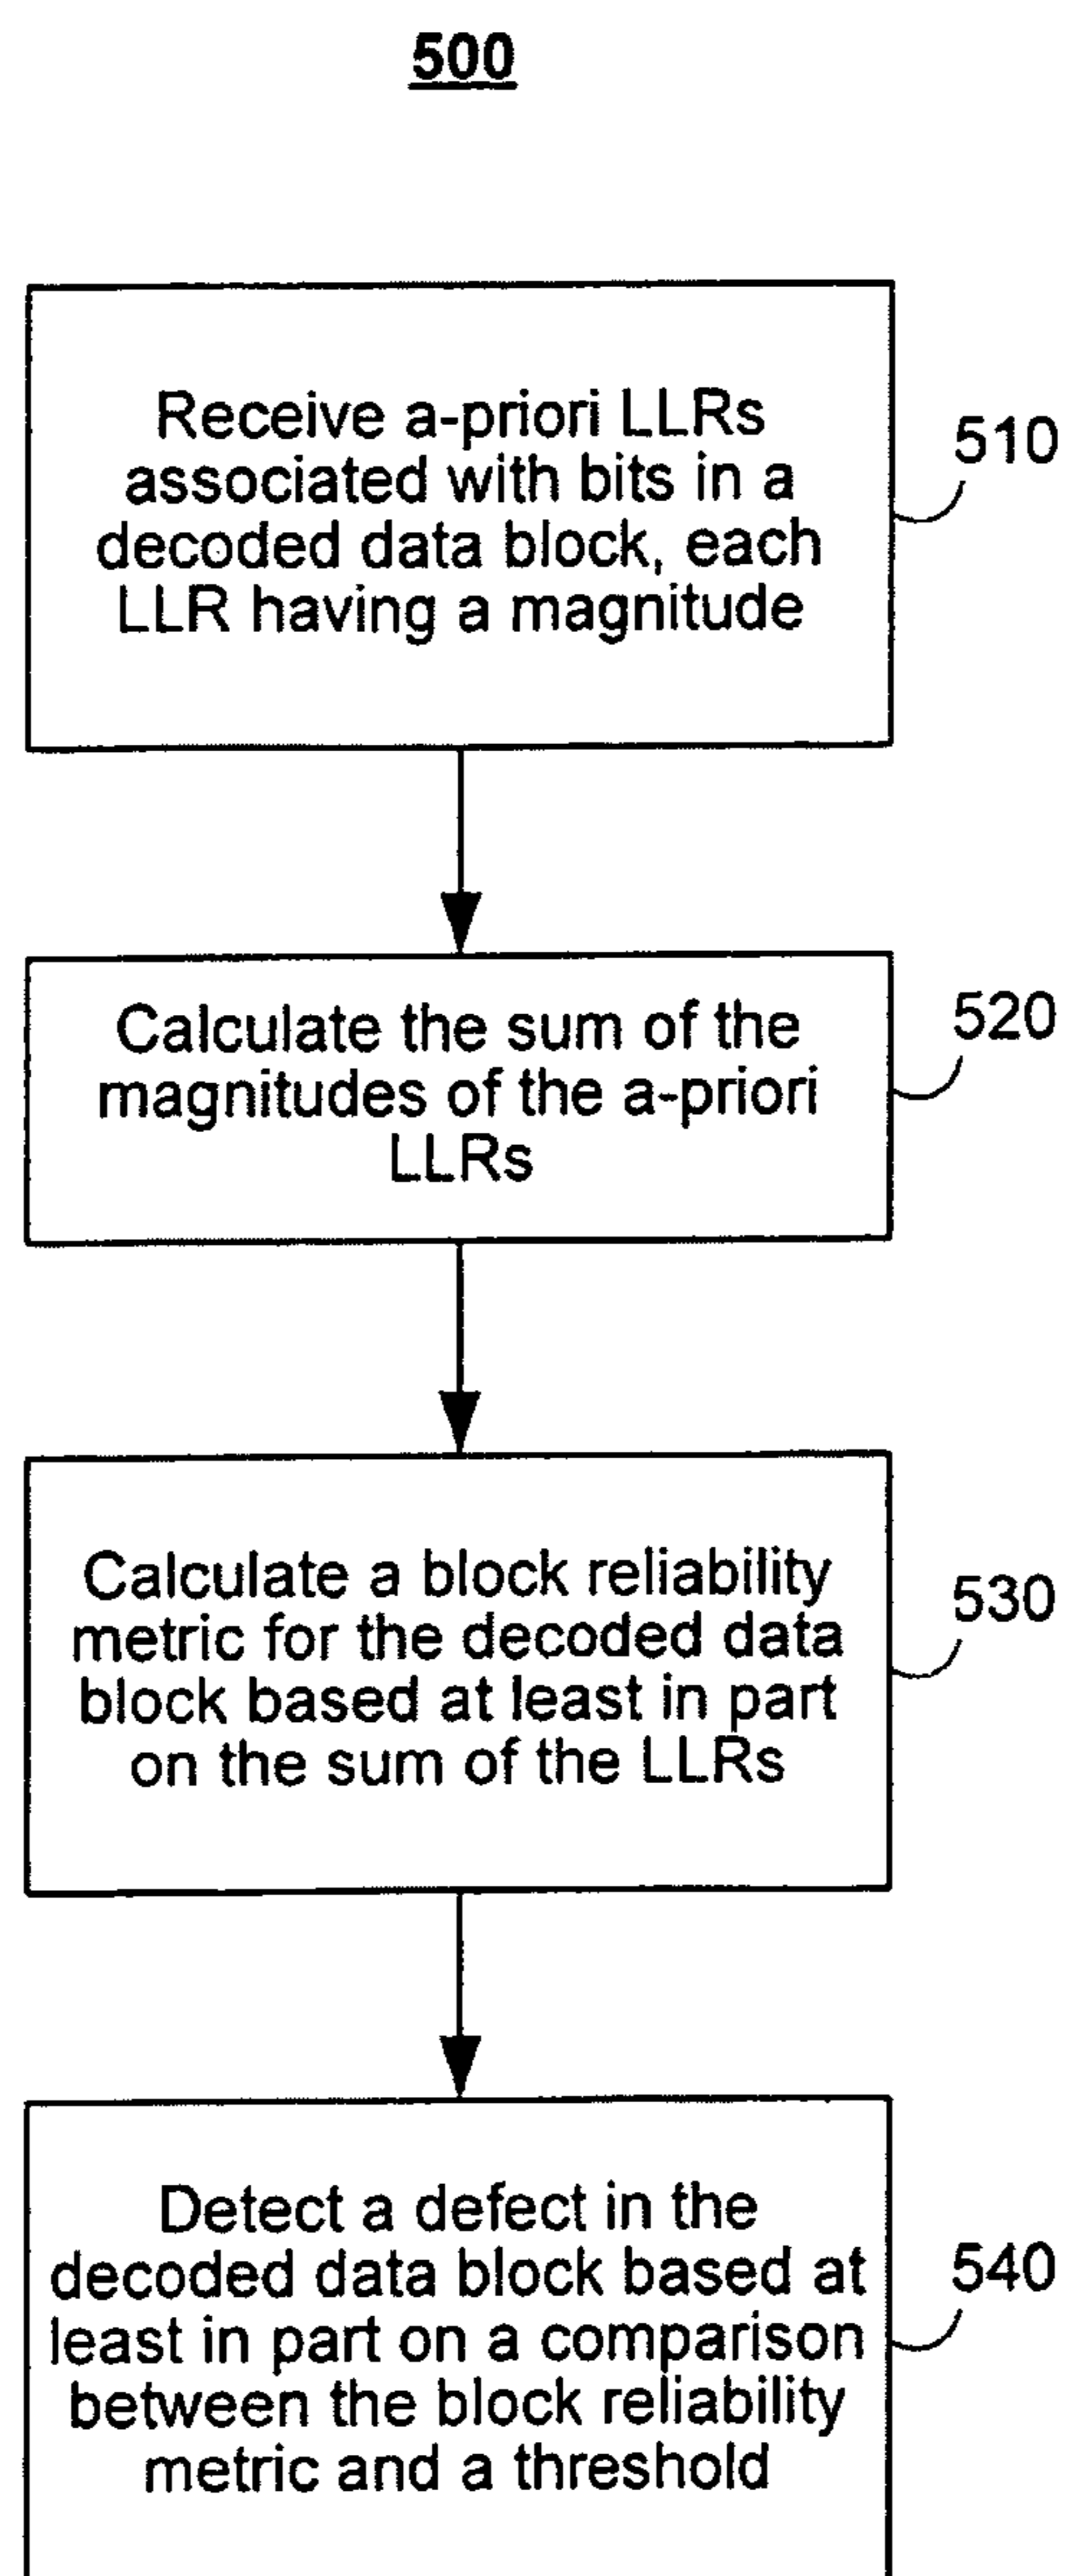 500
Receive a-priori LLRs
associated with bits in a
decoded data block, each
LLR having a magnitude
510
Calculate the sum of the
magnitudes of the a-priori
LLRs
520
Calculate a block reliability
metric for the decoded data
block based at least in part
on the sum of the LLRs
530
Detect a defect in the
decoded data block based at
least in part on a comparison
between the block reliability
metric and a threshold
540